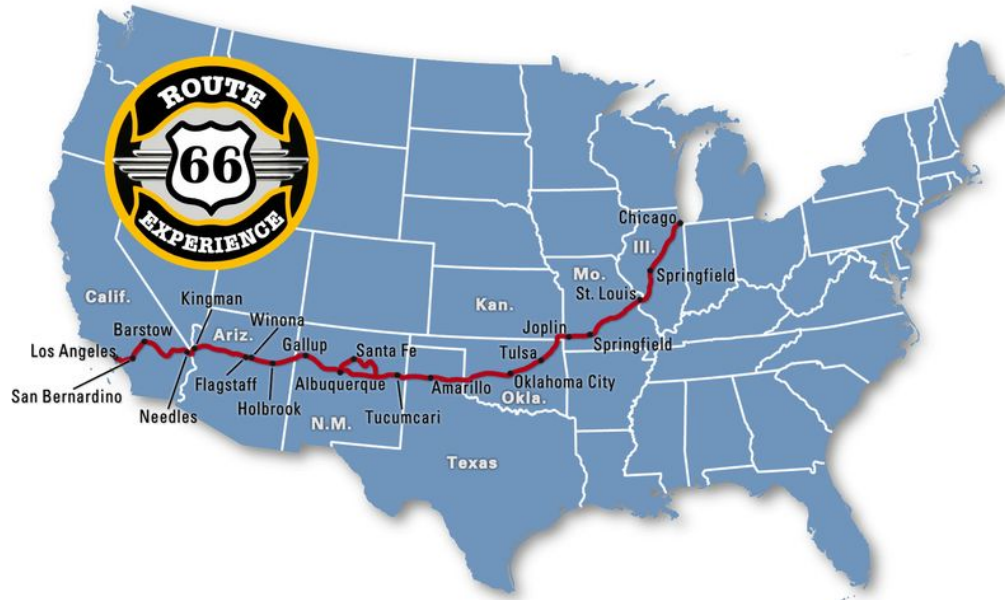 ROUTE
66
EXPERIENCE
Chicago
Ill.
Mo.
Springfield
St. Louis
Kan.
Calif.
Kingman
Barstow
Ariz.
Winona
Joplin
Springfield
Los Angeles
Gallup
Santa Fe
Tulsa
San Bernardino
Flagstaff
Albuquerque
Amarillo
Oklahoma City
Okla.
Needles
Holbrook
Tucumcari
N.M.
Texas